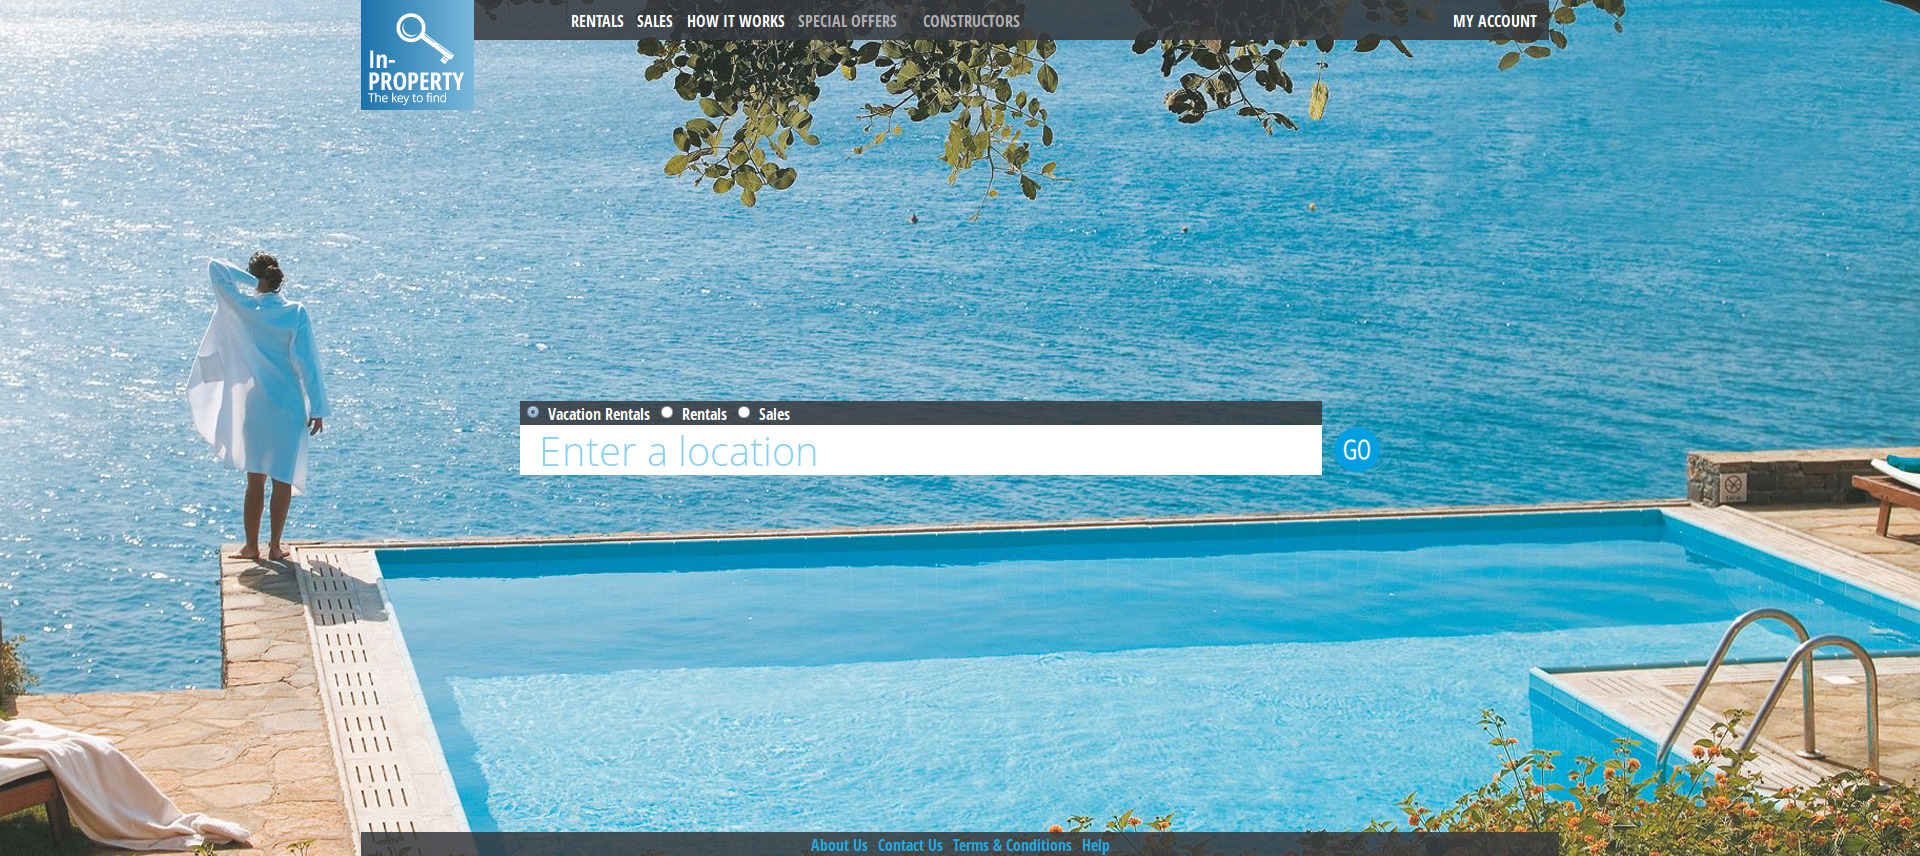 RENTALS SALES HOW IT WORKS SPECIAL OFFERS CONSTRUCTORS MY ACCOUNT
In-
PROPERTY
The key to find
Vacation Rentals Rentals Sales
Enter a location
GO
About Us Contact Us Terms & Conditions Help